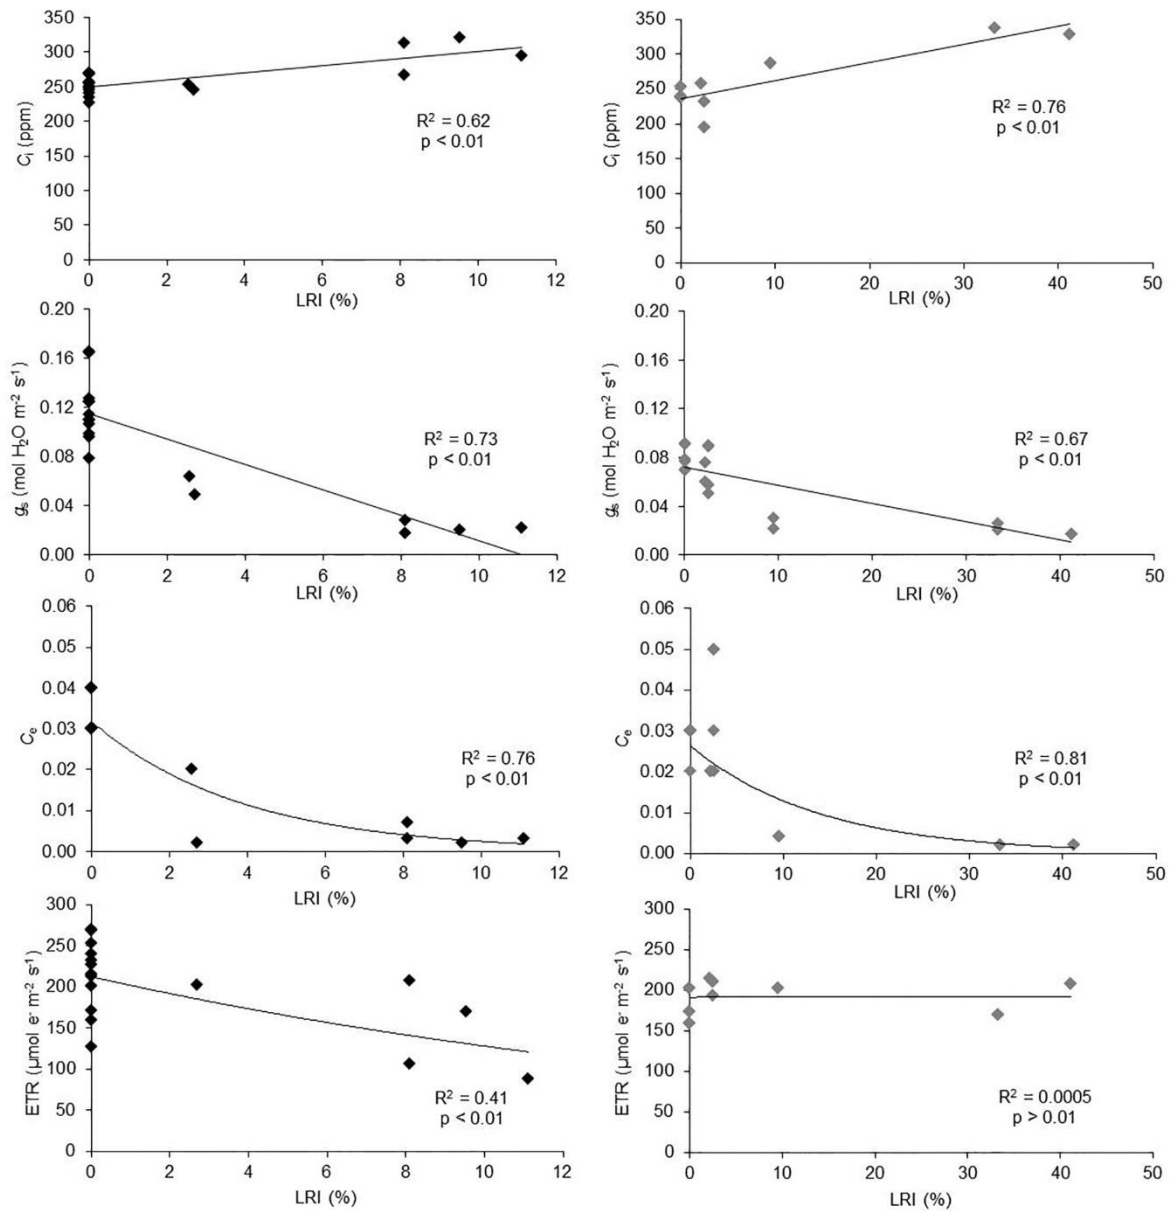 350
300
250
200
150
100
50
0
Cᵢ (ppm)
R² = 0.62
p < 0.01
0 2 4 6 8 10 12
LRI (%)
350
300
250
200
150
100
50
0
Cᵢ (ppm)
R² = 0.76
p < 0.01
0 10 20 30 40 50
LRI (%)
0.20
0.16
0.12
0.08
0.04
0.00
gₛ (mol H₂O m⁻² s⁻¹)
R² = 0.73
p < 0.01
0 2 4 6 8 10 12
LRI (%)
0.20
0.16
0.12
0.08
0.04
0.00
gₛ (mol H₂O m⁻² s⁻¹)
R² = 0.67
p < 0.01
0 10 20 30 40 50
LRI (%)
0.06
0.05
0.04
0.03
0.02
0.01
0.00
Cₑ
R² = 0.76
p < 0.01
0 2 4 6 8 10 12
LRI (%)
0.06
0.05
0.04
0.03
0.02
0.01
0.00
Cₑ
R² = 0.81
p < 0.01
0 10 20 30 40 50
LRI (%)
300
250
200
150
100
50
0
ETR (µmol e⁻ m⁻² s⁻¹)
R² = 0.41
p < 0.01
0 2 4 6 8 10 12
LRI (%)
300
250
200
150
100
50
0
ETR (µmol e⁻ m⁻² s⁻¹)
R² = 0.0005
p > 0.01
0 10 20 30 40 50
LRI (%)